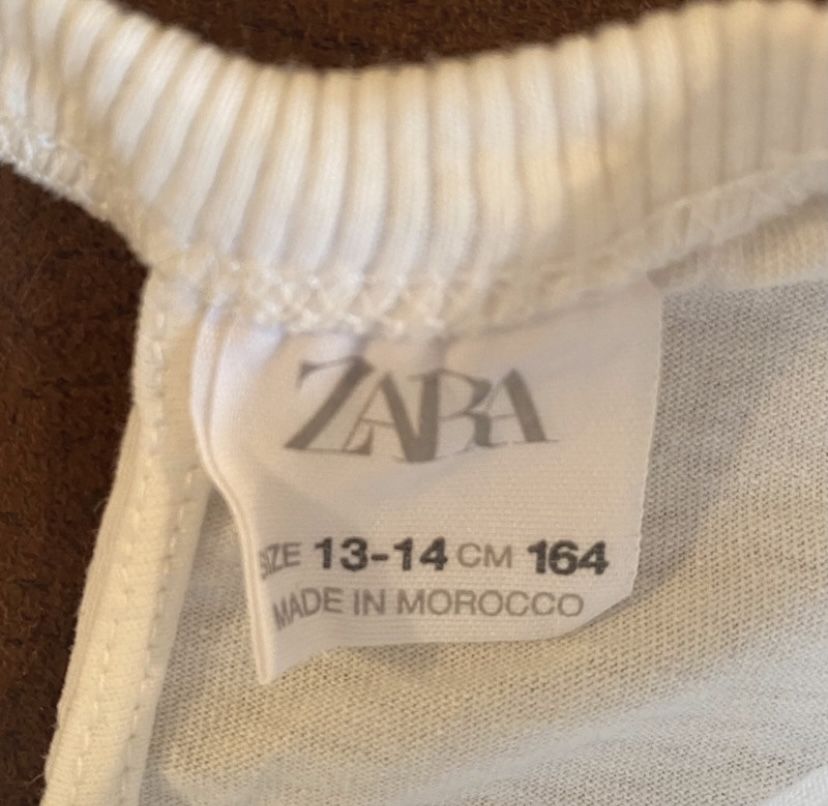 ZARA
SIZE 13-14 CM 164
MADE IN MOROCCO